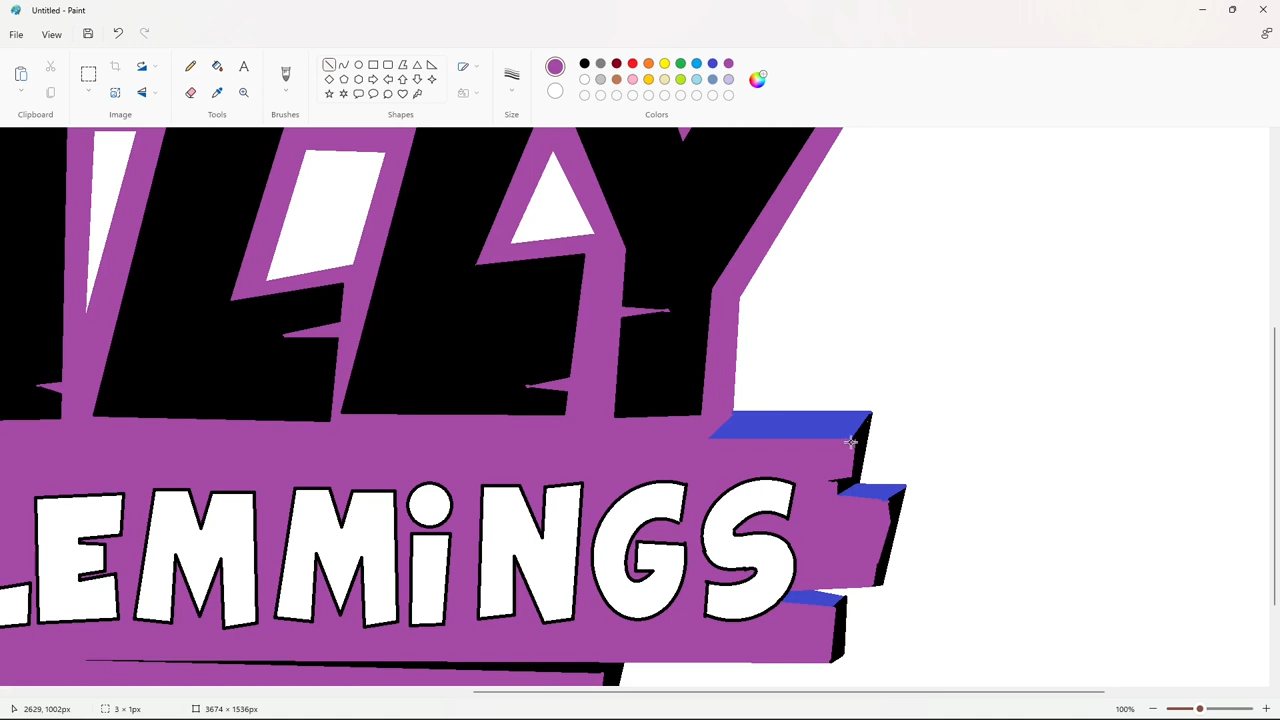 Untitled - Paint
File View
Clipboard Image Tools Brushes Shapes Size Colors
LLY
EMMiNGS
2629, 1002px 3 × 1px 3674 × 1536px 100%